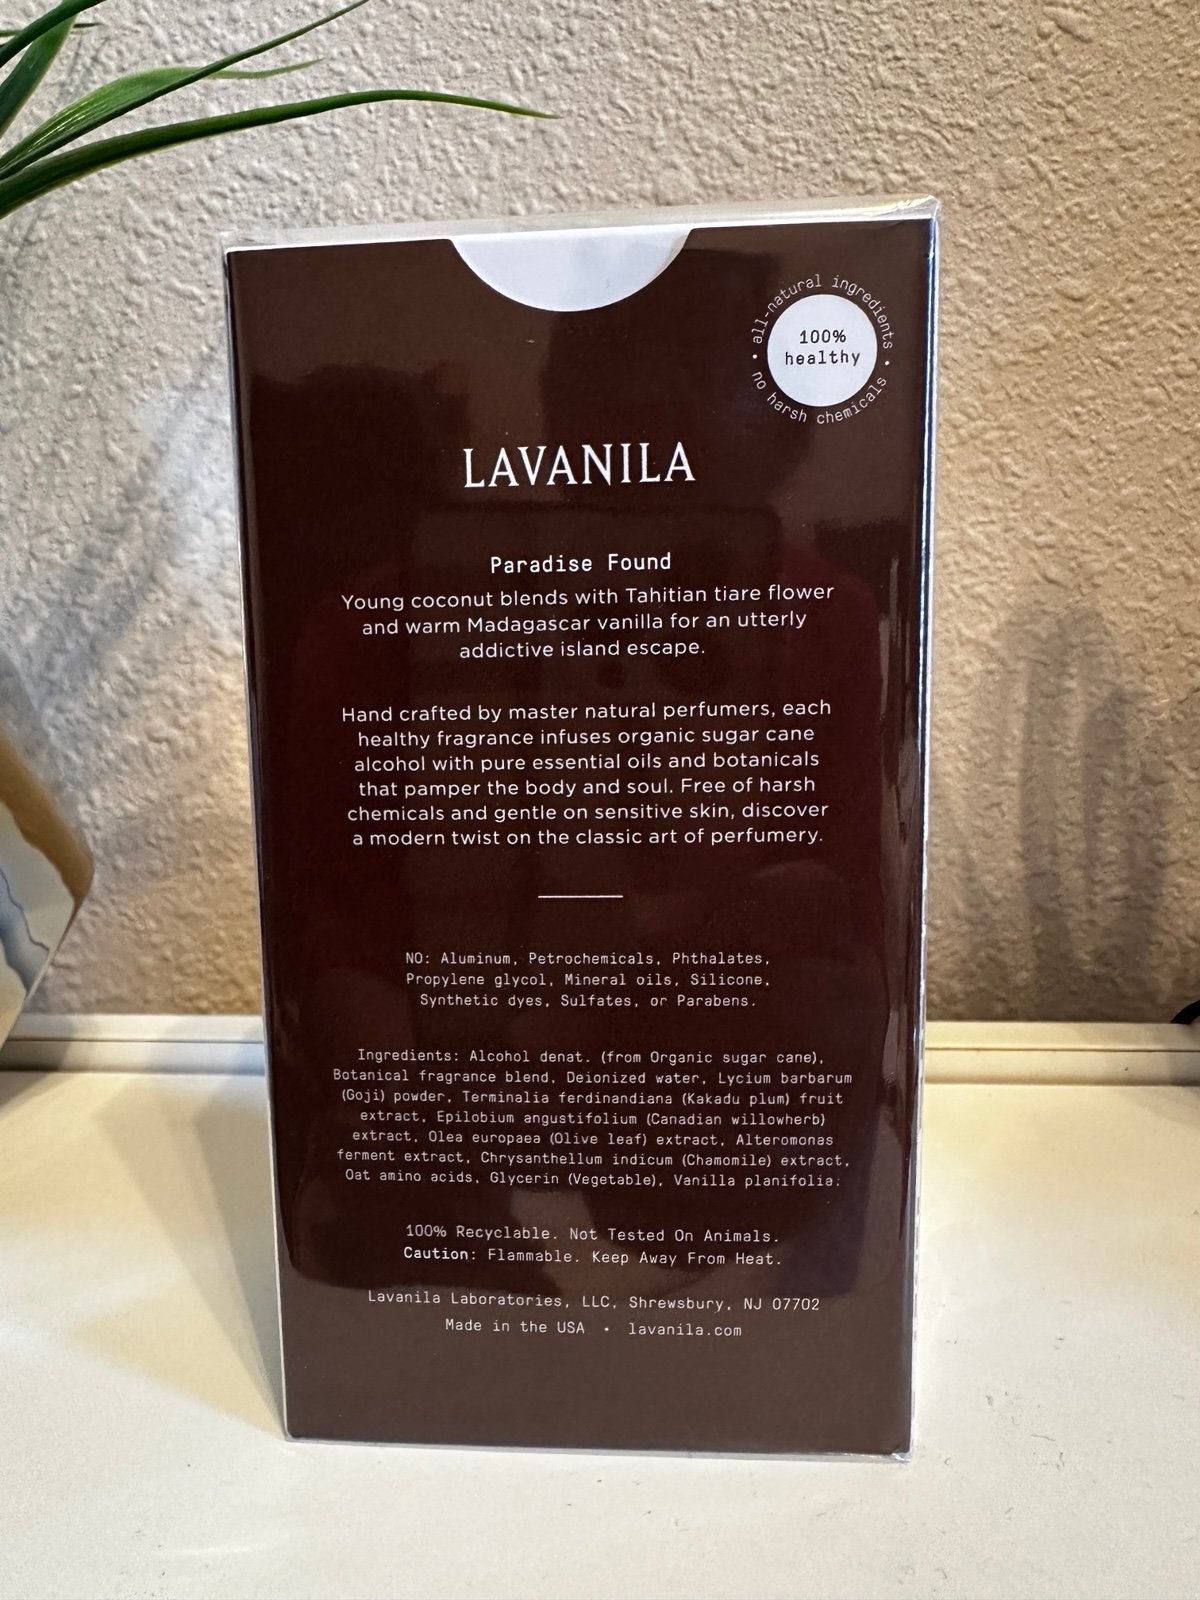 all-natural ingredients
100%
healthy
• no harsh chemicals •
LAVANILA
Paradise Found
Young coconut blends with Tahitian tiare flower
and warm Madagascar vanilla for an utterly
addictive island escape.
Hand crafted by master natural perfumers, each
healthy fragrance infuses organic sugar cane
alcohol with pure essential oils and botanicals
that pamper the body and soul. Free of harsh
chemicals and gentle on sensitive skin, discover
a modern twist on the classic art of perfumery.
NO: Aluminum, Petrochemicals, Phthalates,
Propylene glycol, Mineral oils, Silicone,
Synthetic dyes, Sulfates, or Parabens.
Ingredients: Alcohol denat. (from Organic sugar cane),
Botanical fragrance blend, Deionized water, Lycium barbarum
(Goji) powder, Terminalia ferdinandiana (Kakadu plum) fruit
extract, Epilobium angustifolium (Canadian willowherb)
extract, Olea europaea (Olive leaf) extract, Alteromonas
ferment extract, Chrysanthellum indicum (Chamomile) extract,
Oat amino acids, Glycerin (Vegetable), Vanilla planifolia.
100% Recyclable. Not Tested On Animals.
Caution: Flammable. Keep Away From Heat.
Lavanila Laboratories, LLC, Shrewsbury, NJ 07702
Made in the USA • lavanila.com